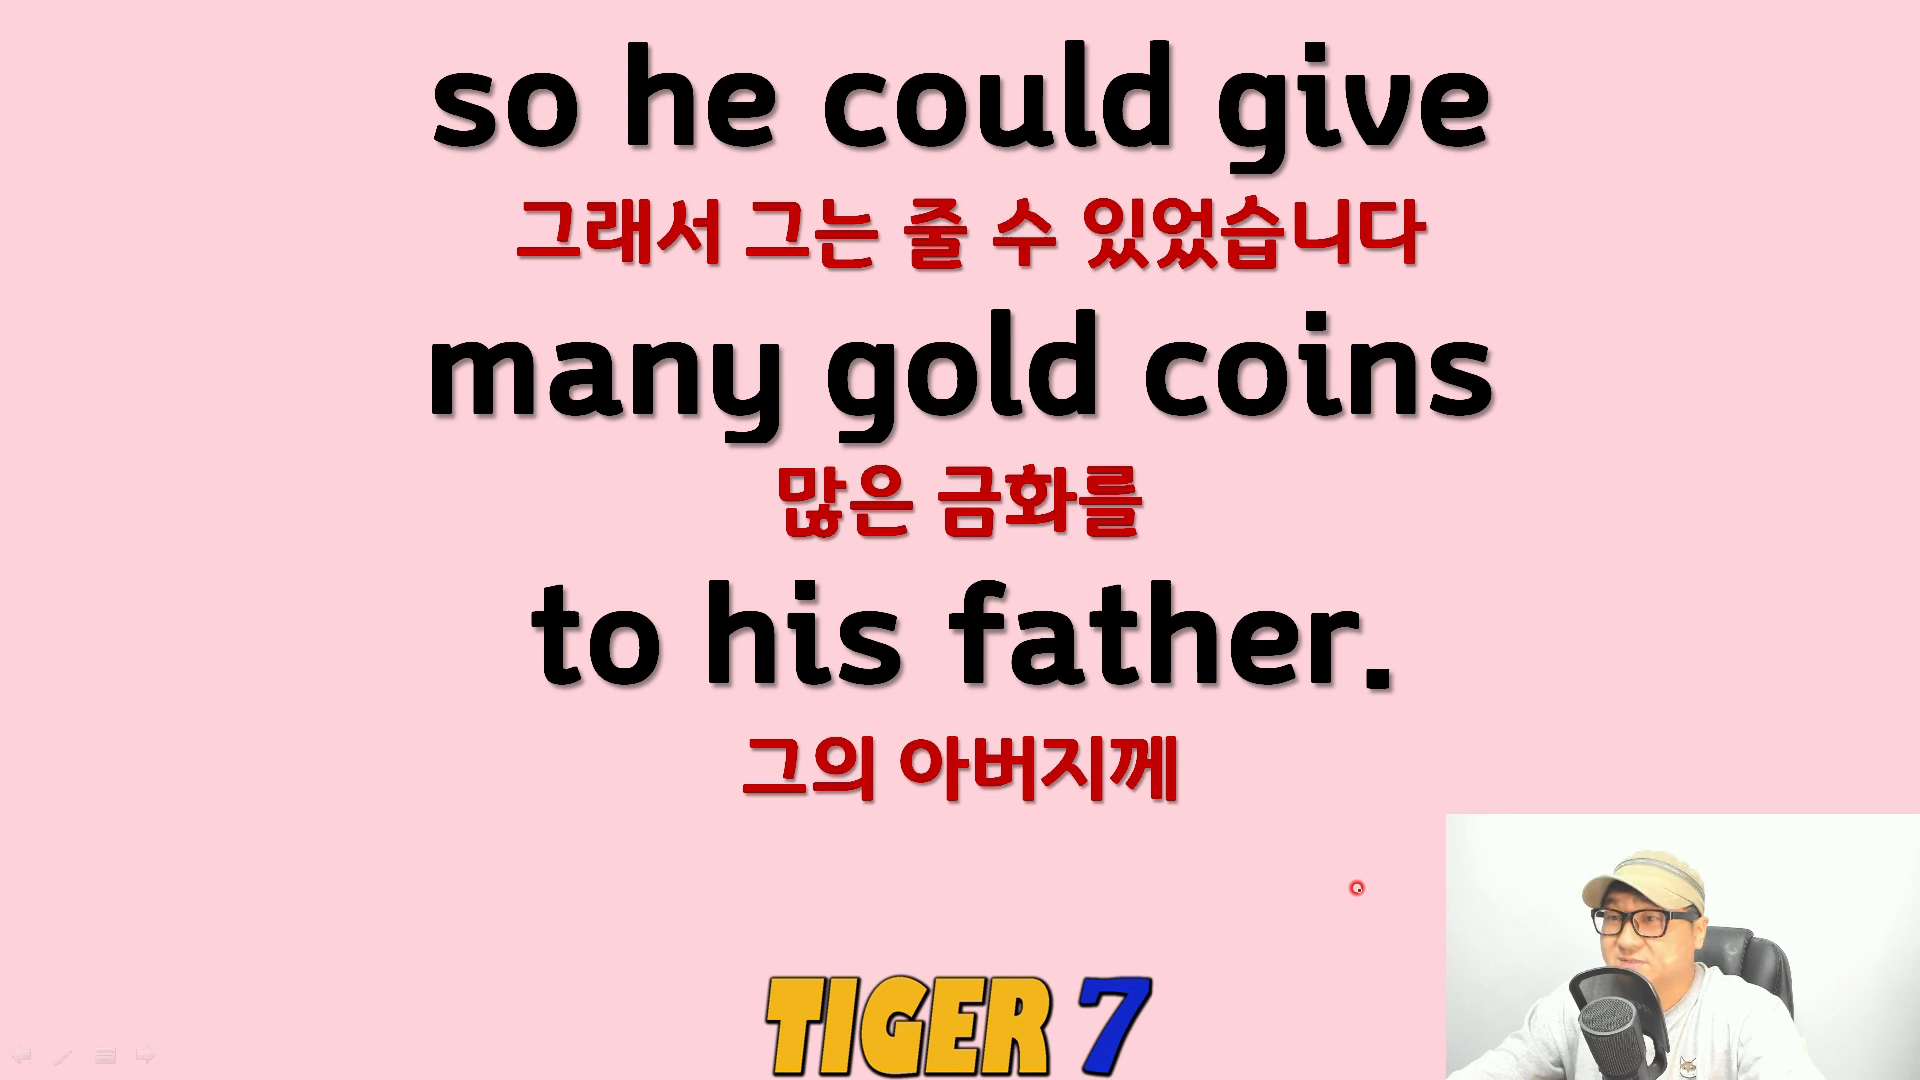 so he could give
그래서 그는 줄 수 있었습니다
many gold coins
많은 금화를
to his father.
그의 아버지께
TIGER 7